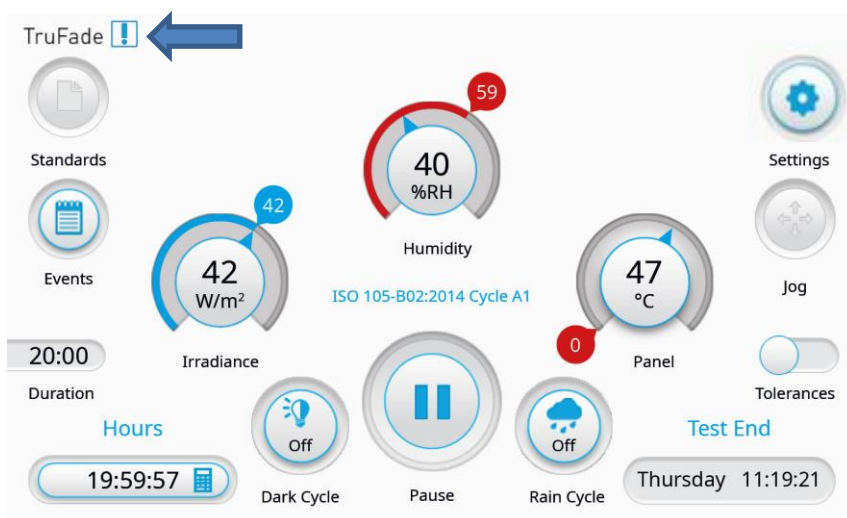 TruFade !
Standards
Events
20:00
Duration
Hours
19:59:57
42
42
W/m²
Irradiance
59
40
%RH
Humidity
ISO 105-B02:2014 Cycle A1
47
°C
0
Panel
Off
Dark Cycle
Pause
Off
Rain Cycle
Settings
Jog
Tolerances
Test End
Thursday 11:19:21